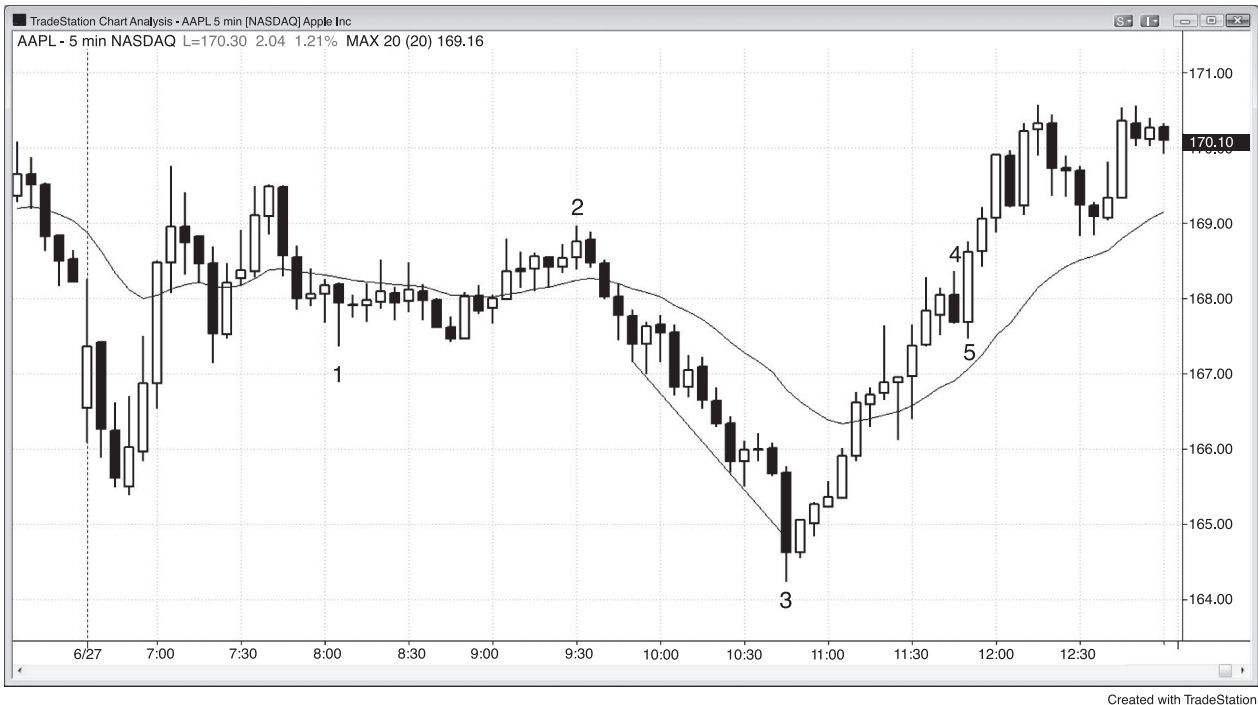 TradeStation Chart Analysis - AAPL 5 min [NASDAQ] Apple Inc
S
I
AAPL - 5 min NASDAQ L=170.30 2.04 1.21% MAX 20 (20) 169.16
171.00
170.10
169.00
168.00
167.00
166.00
165.00
164.00
2
4
5
1
3
6/27 7:00 7:30 8:00 8:30 9:00 9:30 10:00 10:30 11:00 11:30 12:00 12:30
Created with TradeStation